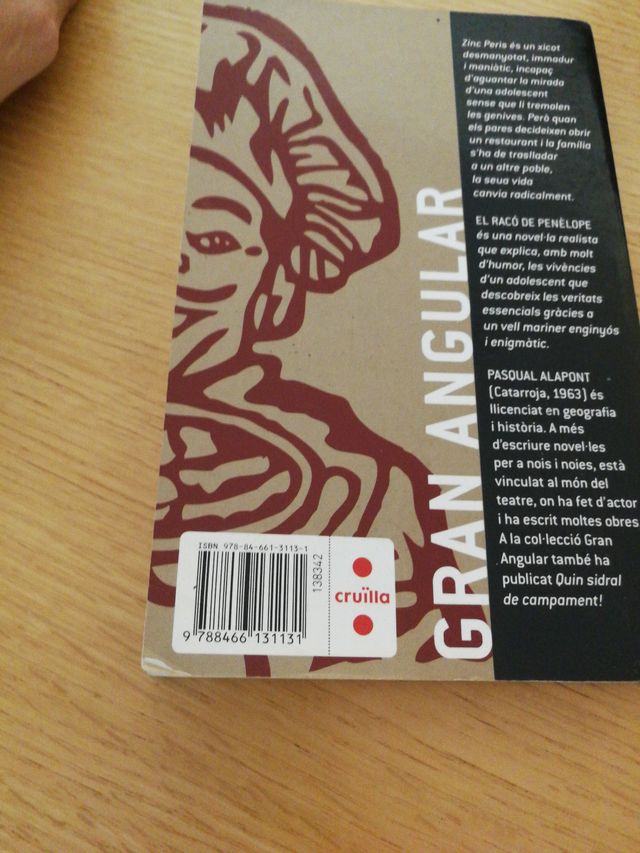 Zinc Peris és un xicot
desmanyotat, immadur
i maniàtic, incapaç
d'aguantar la mirada
d'una adolescent
sense que li tremolen
les genives. Però quan
els pares decideixen obrir
un restaurant i la família
s'ha de traslladar
a un altre poble,
la seua vida
canvia radicalment.
EL RACÓ DE PENÈLOPE
és una novel·la realista
que explica, amb molt
d'humor, les vivències
d'un adolescent que
descobreix les veritats
essencials gràcies a
un vell mariner enginyós
i enigmàtic.
PASQUAL ALAPONT
(Catarroja, 1963) és
llicenciat en geografia
i història. A més
d'escriure novel·les
per a nois i noies, està
vinculat al món del
teatre, on ha fet d'actor
i ha escrit moltes obres
A la col·lecció Gran
Angular també ha
publicat Quin sidral
de campament!
GRAN ANGULAR
ISBN 978-84-661-3113-1
9 788466 131131
138342
cruïlla